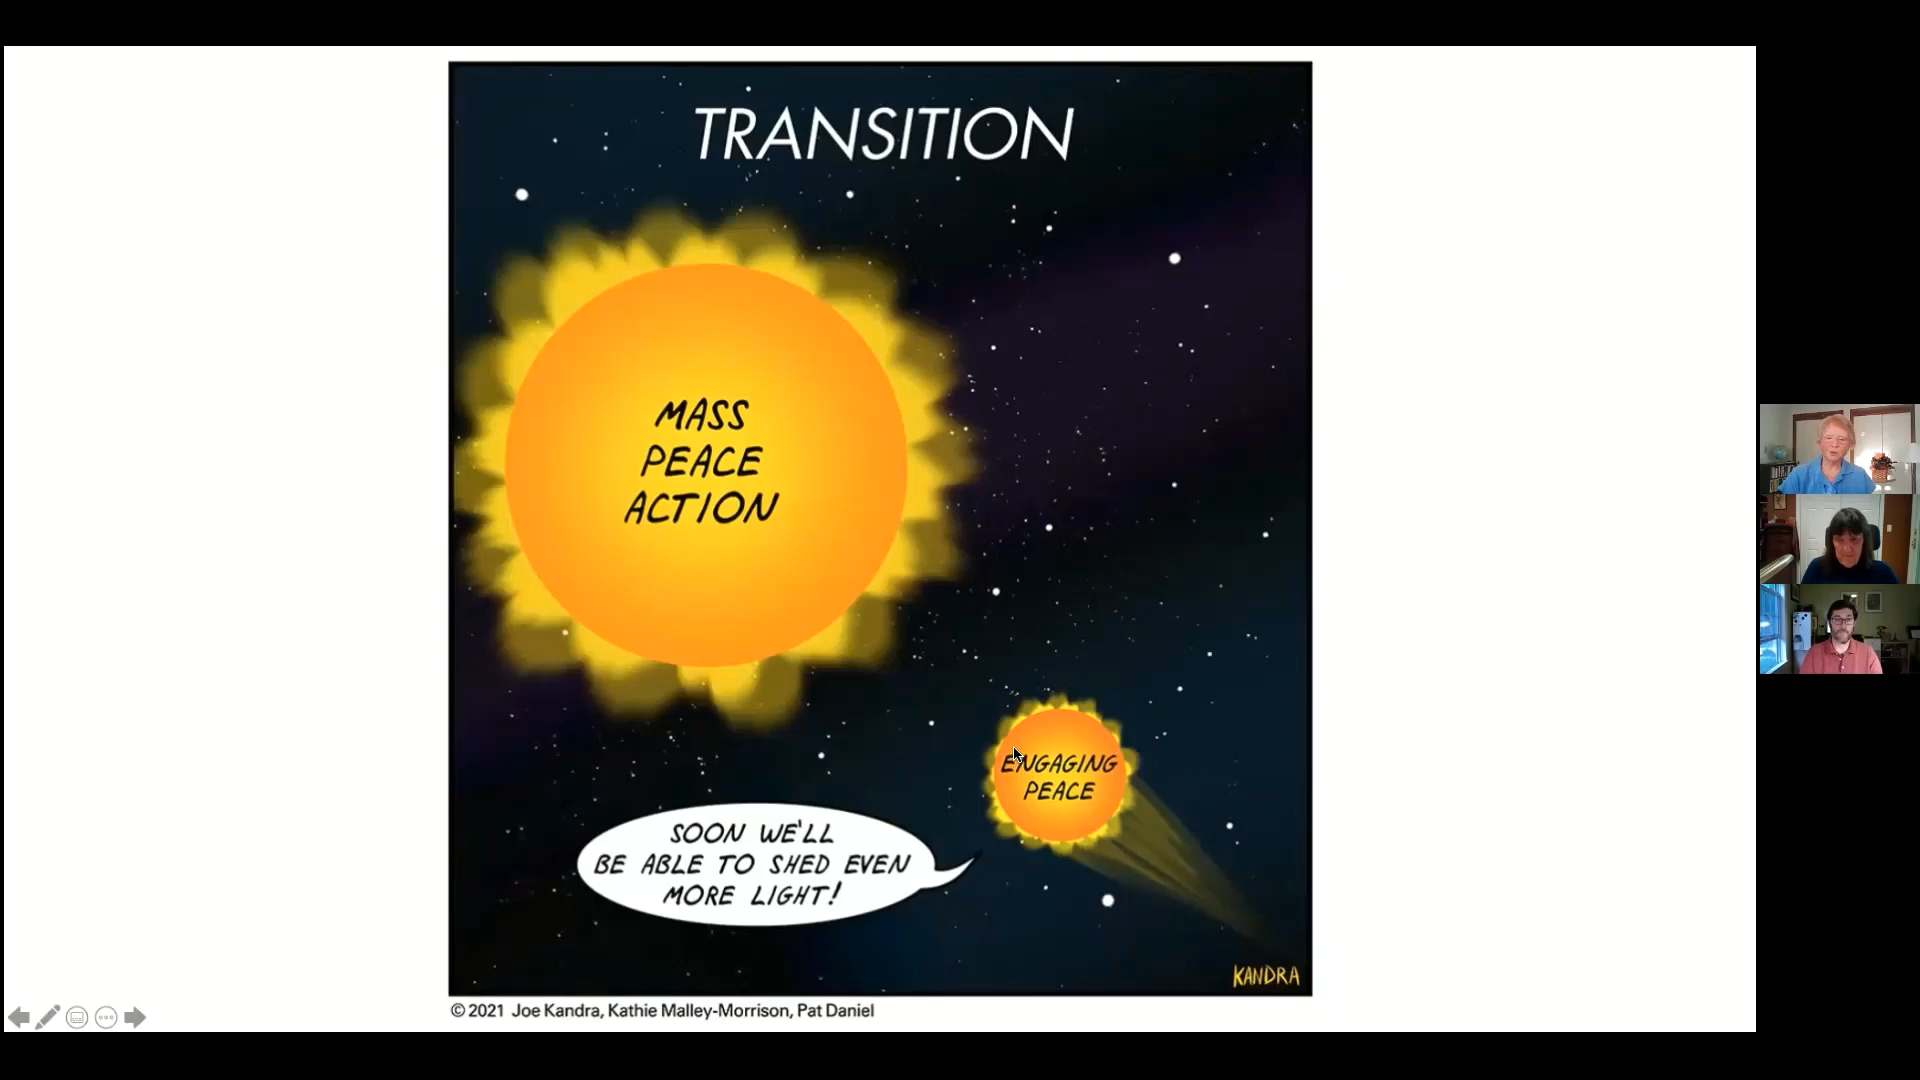 TRANSITION
MASS
PEACE
ACTION
ENGAGING
PEACE
SOON WE'LL
BE ABLE TO SHED EVEN
MORE LIGHT!
KANDRA
© 2021 Joe Kandra, Kathie Malley-Morrison, Pat Daniel